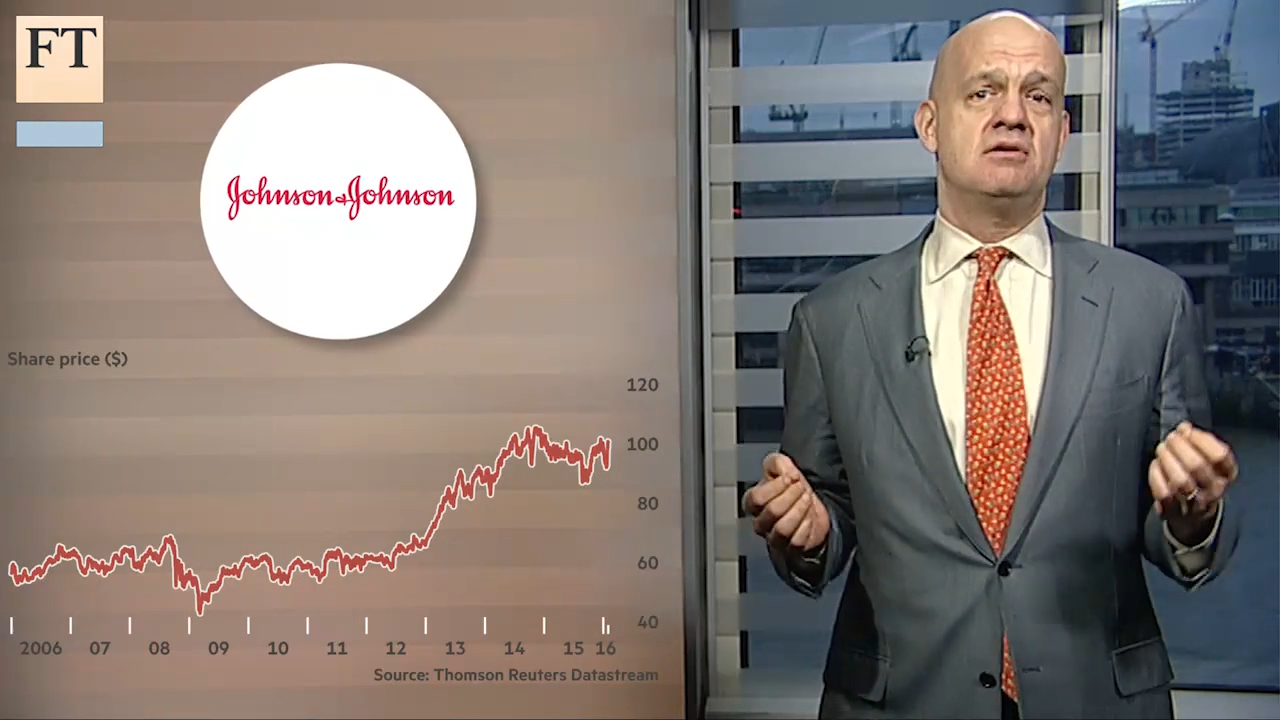 FT
Johnson&Johnson
Share price ($)
120
100
80
60
40
2006 07 08 09 10 11 12 13 14 15 16
Source: Thomson Reuters Datastream